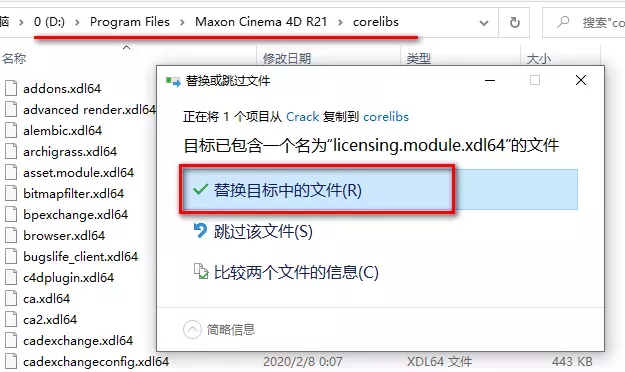 脑 › 0 (D:) › Program Files › Maxon Cinema 4D R21 › corelibs
搜索"co
名称 修改日期 类型 大小
addons.xdl64
advanced render.xdl64
alembic.xdl64
archigrass.xdl64
asset.module.xdl64
bitmapfilter.xdl64
bpexchange.xdl64
browser.xdl64
bugslife_client.xdl64
c4dplugin.xdl64
ca.xdl64
ca2.xdl64
cadexchange.xdl64
cadexchangeconfig.xdl64 2020/2/8 0:07 XDL64 文件 443 KB
替换或跳过文件
正在将 1 个项目从 Crack 复制到 corelibs
目标已包含一个名为"licensing.module.xdl64"的文件
替换目标中的文件(R)
跳过该文件(S)
比较两个文件的信息(C)
简略信息